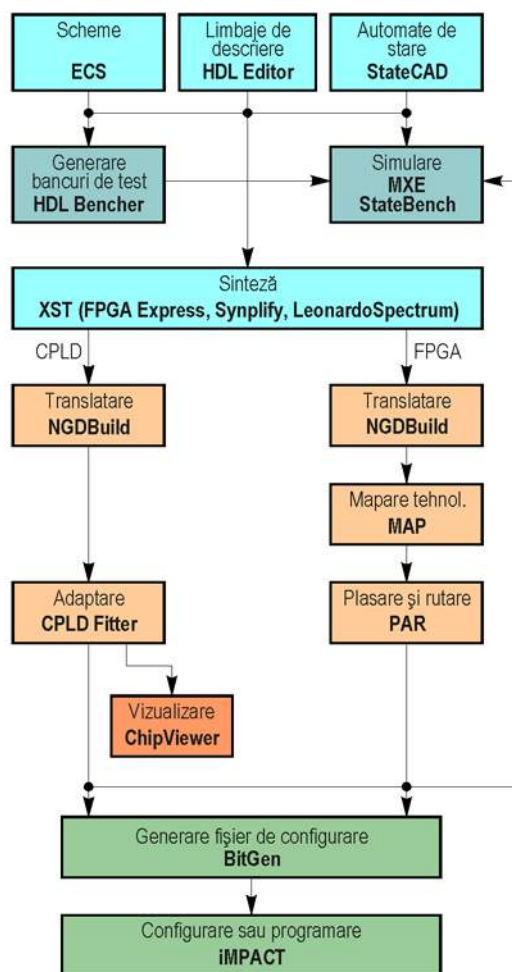 Scheme
ECS
Limbaje de
descriere
HDL Editor
Automate de
stare
StateCAD
Generare
bancuri de test
HDL Bencher
Simulare
MXE
StateBench
Sinteză
XST (FPGA Express, Synplify, LeonardoSpectrum)
CPLD
FPGA
Translatare
NGDBuild
Translatare
NGDBuild
Mapare tehnol.
MAP
Adaptare
CPLD Fitter
Plasare şi rutare
PAR
Vizualizare
ChipViewer
Generare fişier de configurare
BitGen
Configurare sau programare
iMPACT